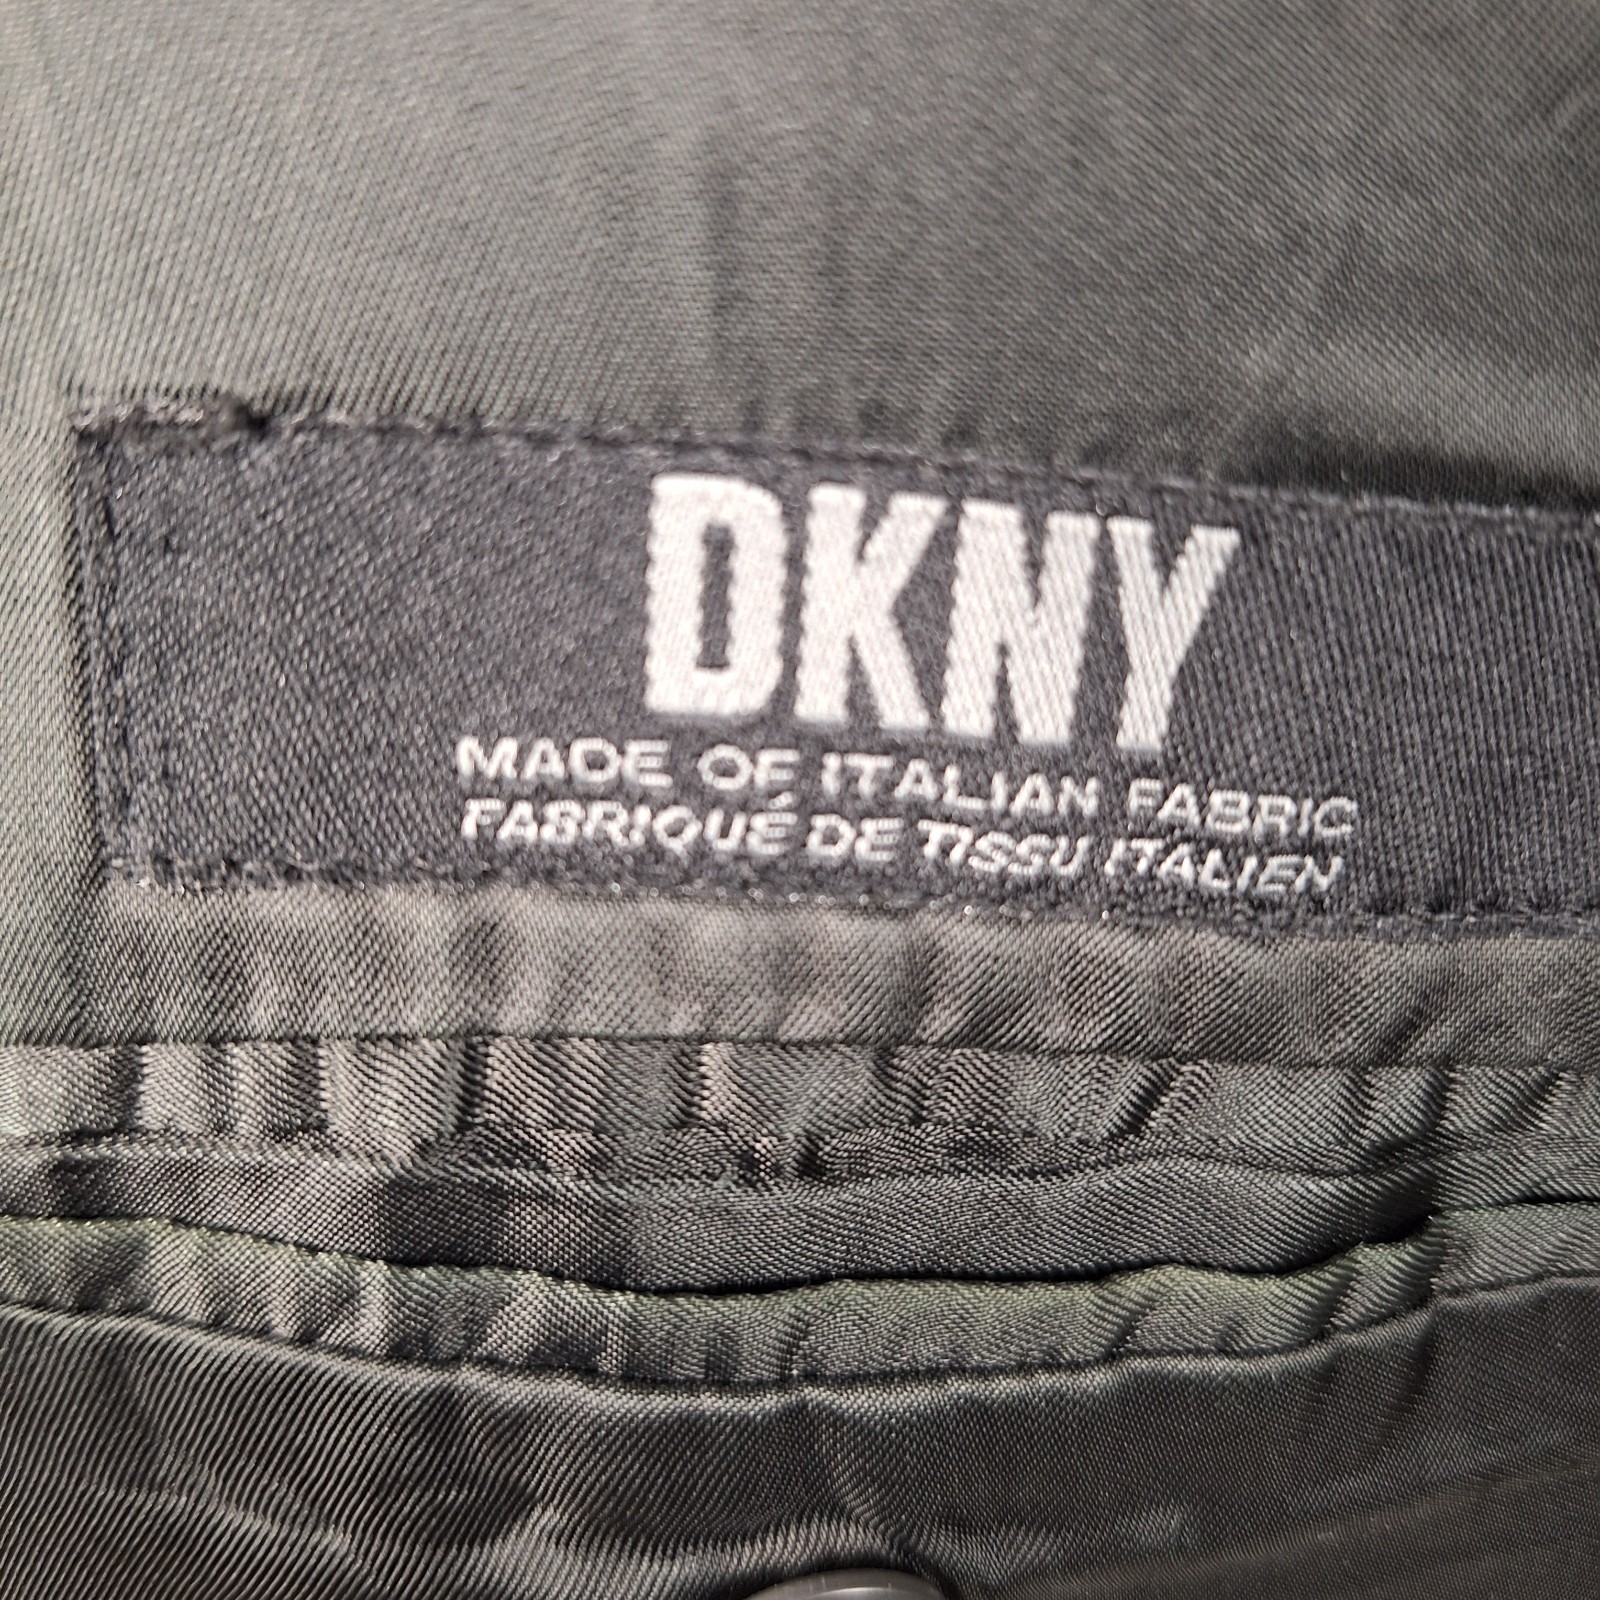 DKNY
MADE OF ITALIAN FABRIC
FABRIQUÉ DE TISSU ITALIEN